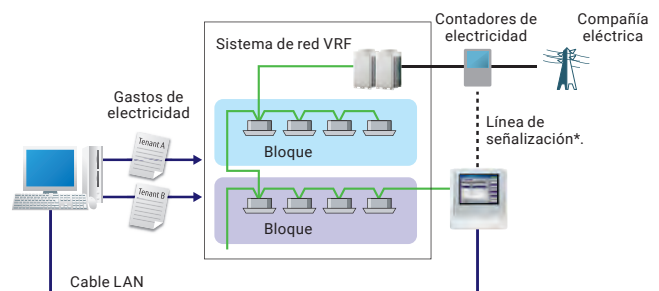 Contadores de
electricidad
Compañía
eléctrica
Sistema de red VRF
Gastos de
electricidad
Tenant A
Tenant B
Bloque
Bloque
Línea de
señalización*.
Cable LAN